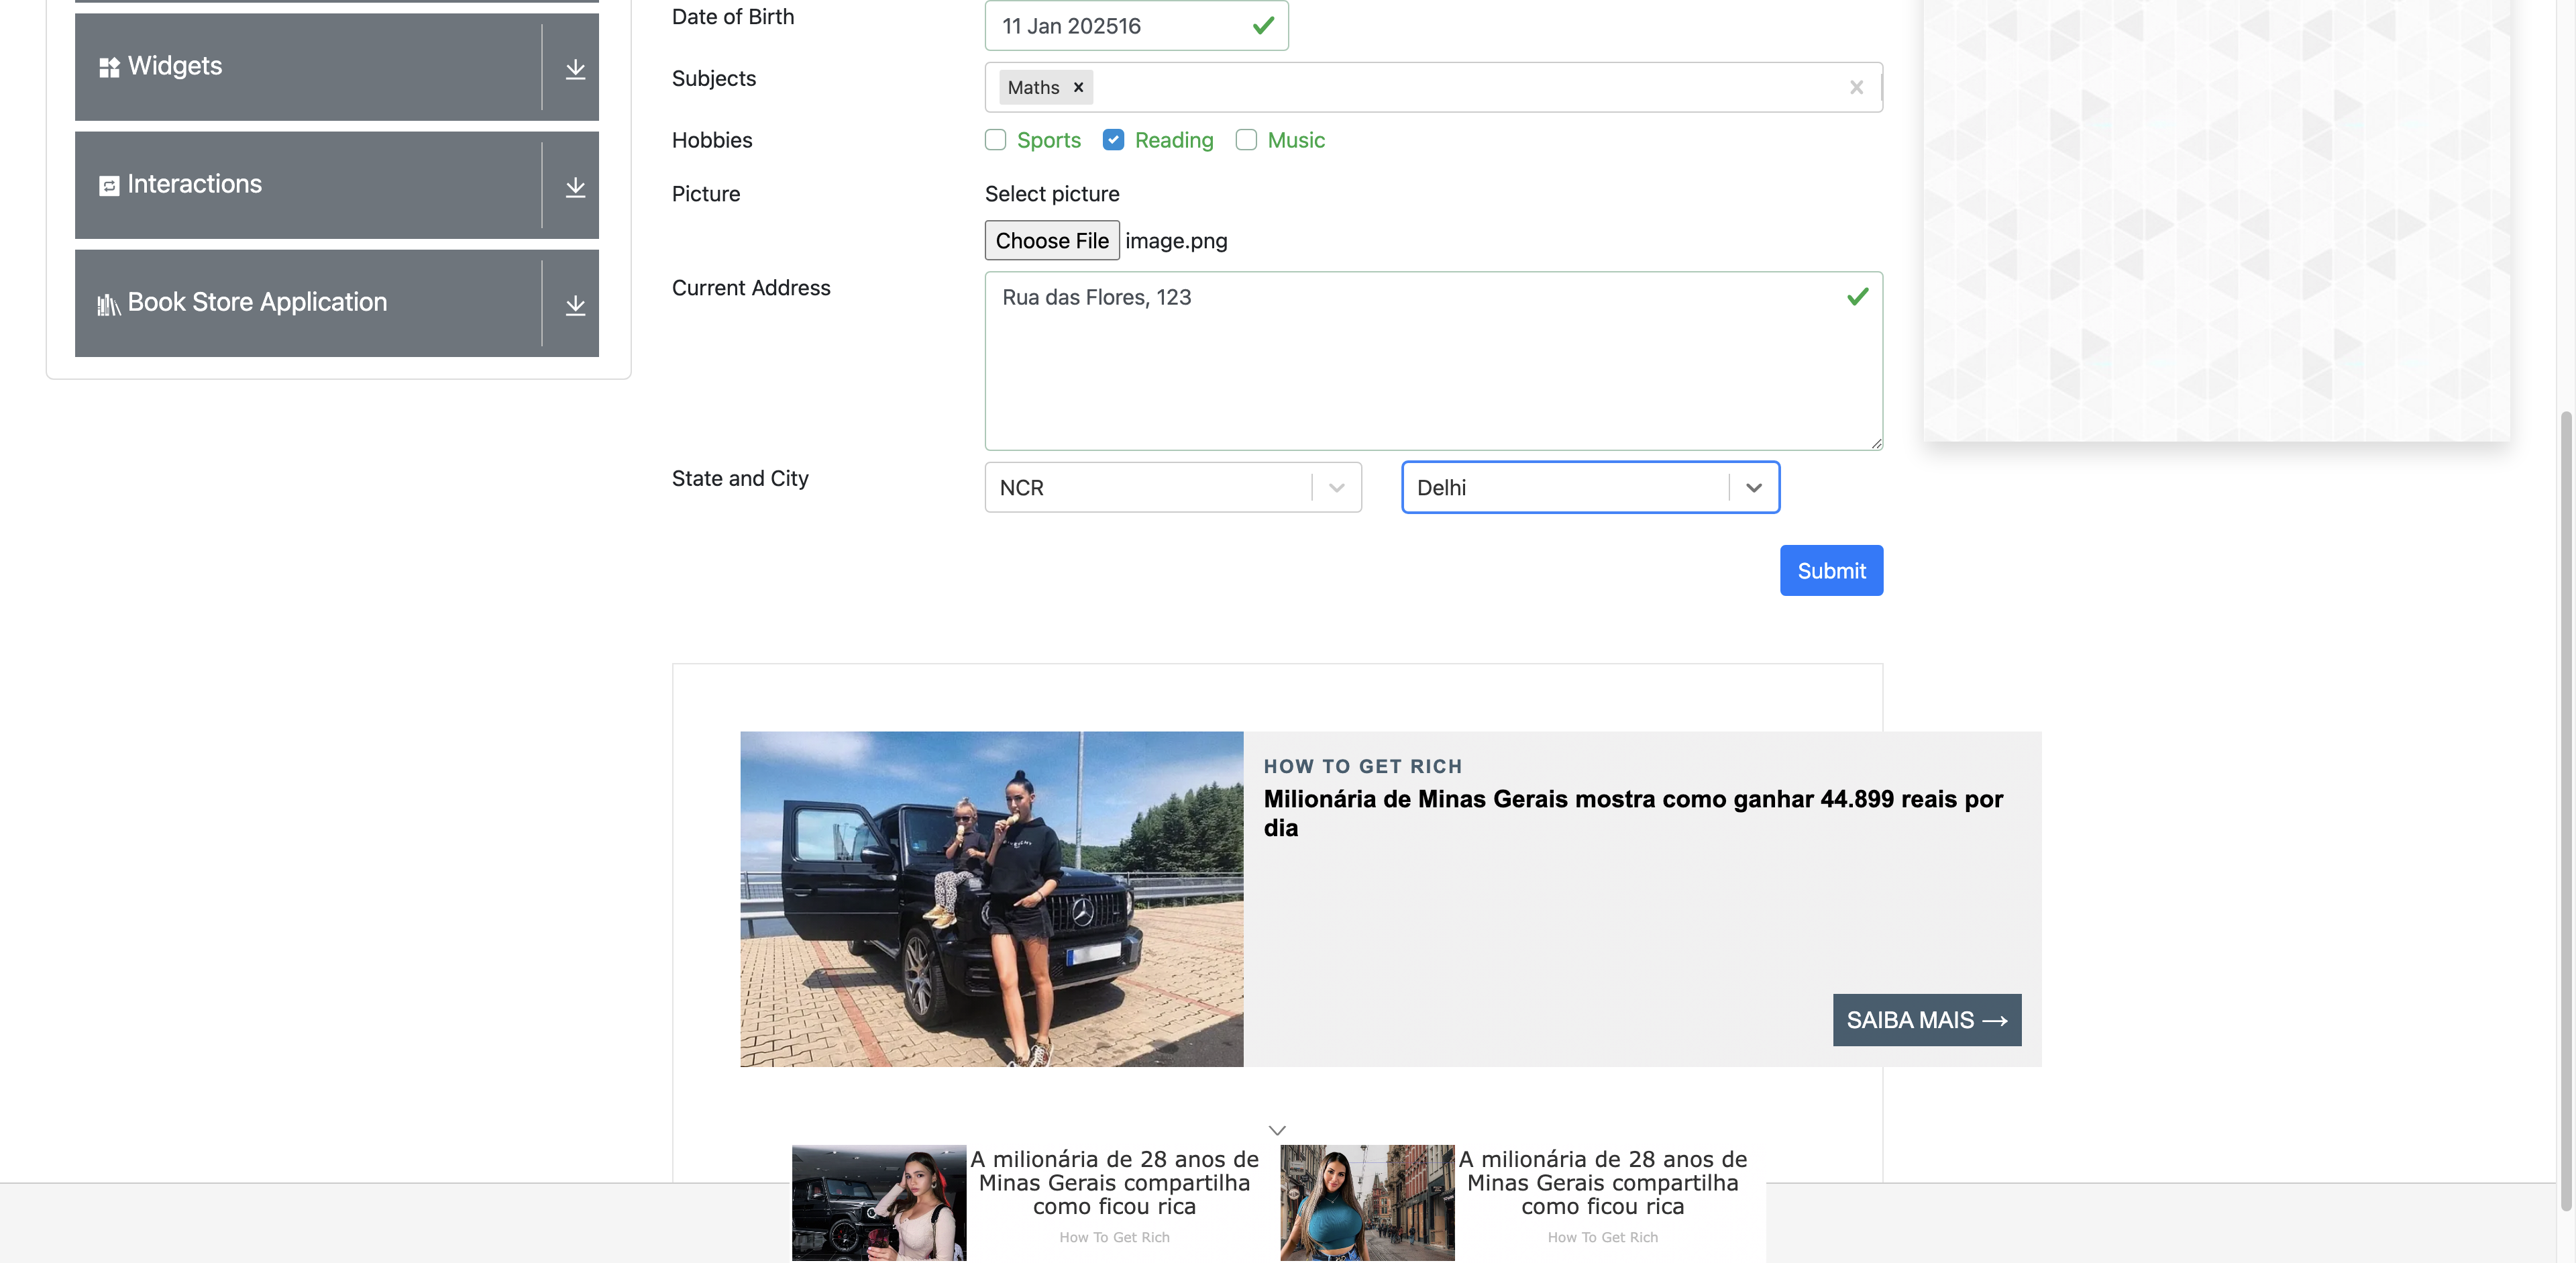 Widgets
Interactions
Book Store Application
Date of Birth
11 Jan 202516
Subjects
Maths
Hobbies
Sports Reading Music
Picture
Select picture
Choose File image.png
Current Address
Rua das Flores, 123
State and City
NCR
Delhi
Submit
HOW TO GET RICH
Milionária de Minas Gerais mostra como ganhar 44.899 reais por
dia
SAIBA MAIS →
A milionária de 28 anos de
Minas Gerais compartilha
como ficou rica
How To Get Rich
A milionária de 28 anos de
Minas Gerais compartilha
como ficou rica
How To Get Rich